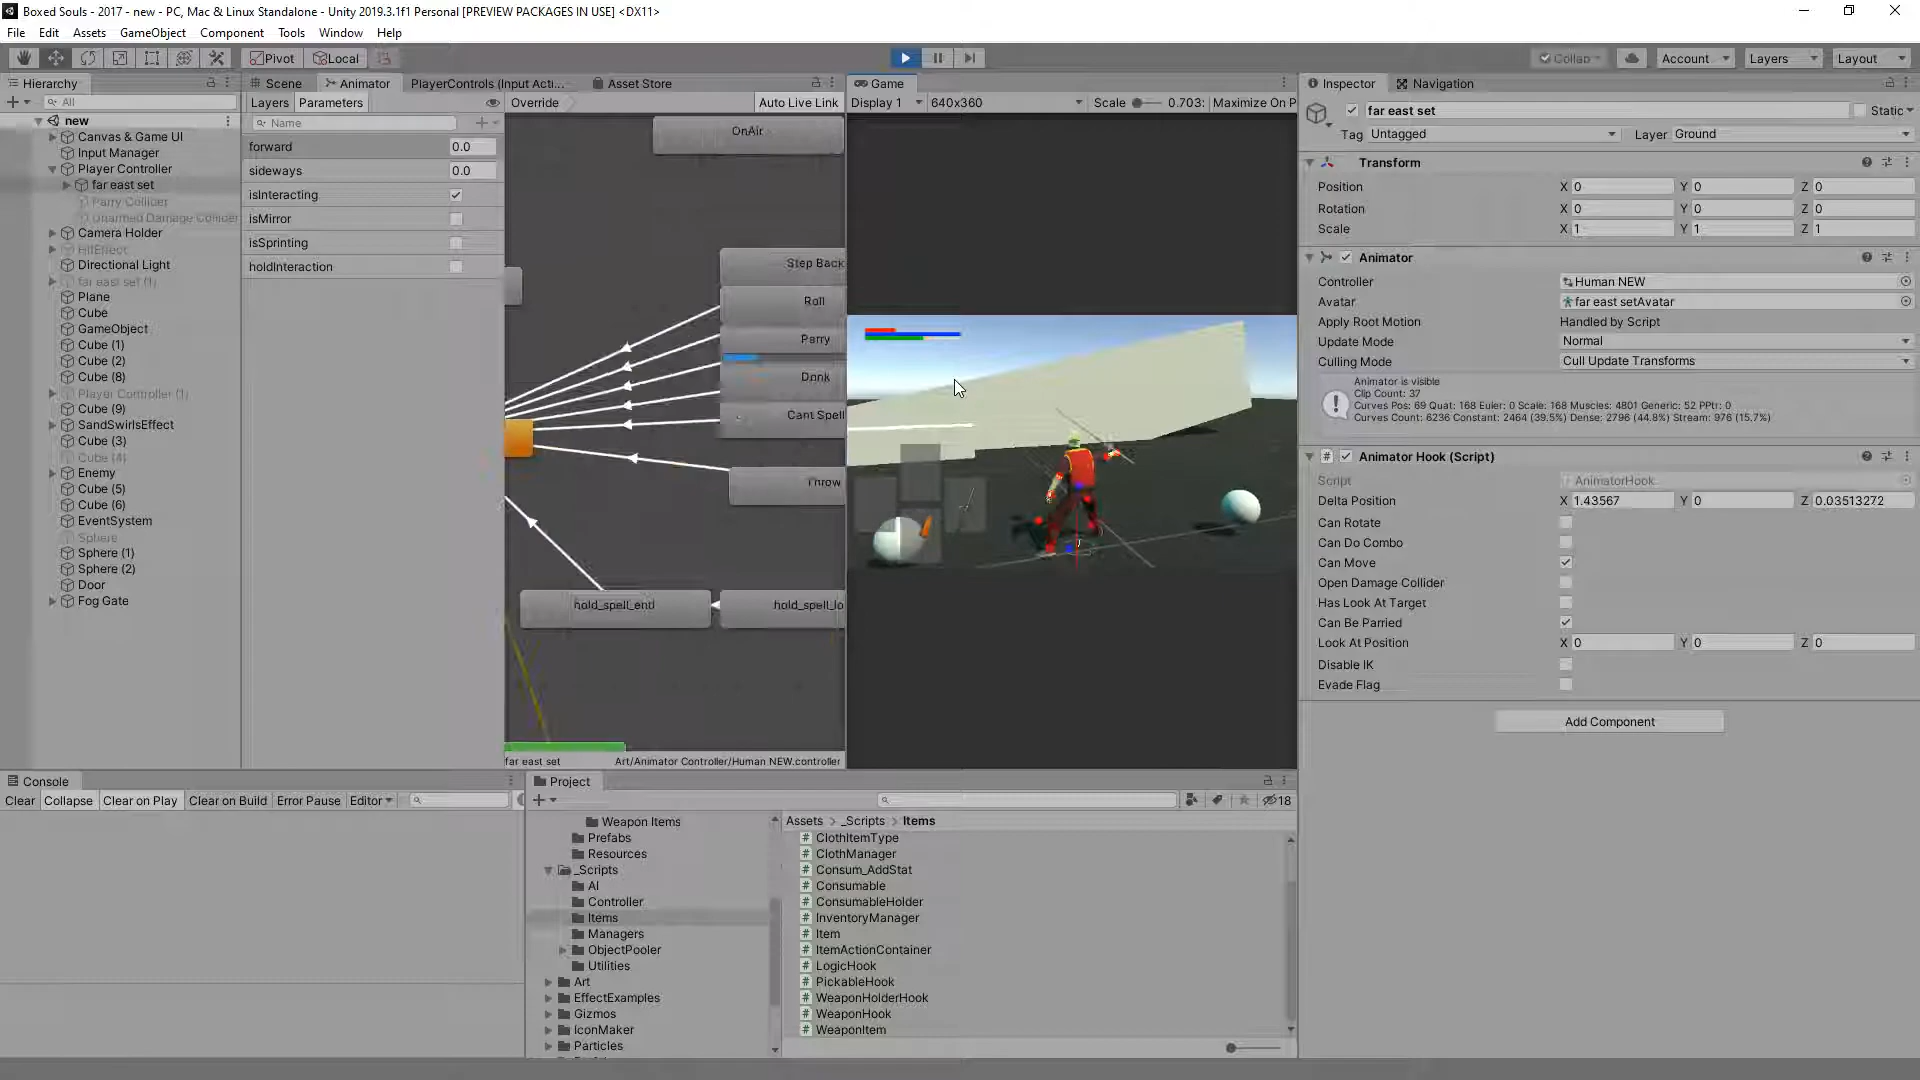 Boxed Souls - 2017 - new - PC, Mac & Linux Standalone - Unity 2019.3.1f1 Personal [PREVIEW PACKAGES IN USE] <DX11>
File Edit Assets GameObject Component Tools Window Help
Pivot Local Collab Account Layers Layout
Hierarchy Scene Animator PlayerControls (Input Acti... Asset Store Game Inspector Navigation
All
Layers Parameters Override Auto Live Link
Display 1 640x360 Scale 0.703: Maximize On P
far east set Static
Tag Untagged Layer Ground
new
Canvas & Game UI
Input Manager
Player Controller
far east set
Parry Collider
Unarmed Damage Collider
Camera Holder
HitEffect
Directional Light
far east set (1)
Plane
Cube
GameObject
Cube (1)
Cube (2)
Cube (8)
Player Controller (1)
Cube (9)
SandSwirlsEffect
Cube (3)
Cube (4)
Enemy
Cube (5)
Cube (6)
EventSystem
Sphere
Sphere (1)
Sphere (2)
Door
Fog Gate
Name
forward 0.0
sideways 0.0
isInteracting
isMirror
isSprinting
holdInteraction
OnAir
Step Back
Roll
Parry
Drink
Cant Spell
Throw
hold_spell_end
hold_spell_lo
far east set Art/Animator Controller/Human NEW.controller
Transform
Position X 0 Y 0 Z 0
Rotation X 0 Y 0 Z 0
Scale X 1 Y 1 Z 1
Animator
Controller Human NEW
Avatar far east setAvatar
Apply Root Motion Handled by Script
Update Mode Normal
Culling Mode Cull Update Transforms
Animator is visible
Clip Count: 37
Curves Pos: 69 Quat: 168 Euler: 0 Scale: 168 Muscles: 4801 Generic: 52 PPtr: 0
Curves Count: 6236 Constant: 2464 (39.5%) Dense: 2796 (44.8%) Stream: 976 (15.7%)
Animator Hook (Script)
Script AnimatorHook
Delta Position X 1.43567 Y 0 Z 0.03513272
Can Rotate
Can Do Combo
Can Move
Open Damage Collider
Has Look At Target
Can Be Parried
Look At Position X 0 Y 0 Z 0
Disable IK
Evade Flag
Add Component
Console
Clear Collapse Clear on Play Clear on Build Error Pause Editor
Project
18
Weapon Items
Prefabs
Resources
_Scripts
AI
Controller
Items
Managers
ObjectPooler
Utilities
Art
EffectExamples
Gizmos
IconMaker
Particles
Assets > _Scripts > Items
ClothItemType
ClothManager
Consum_AddStat
Consumable
ConsumableHolder
InventoryManager
Item
ItemActionContainer
LogicHook
PickableHook
WeaponHolderHook
WeaponHook
WeaponItem